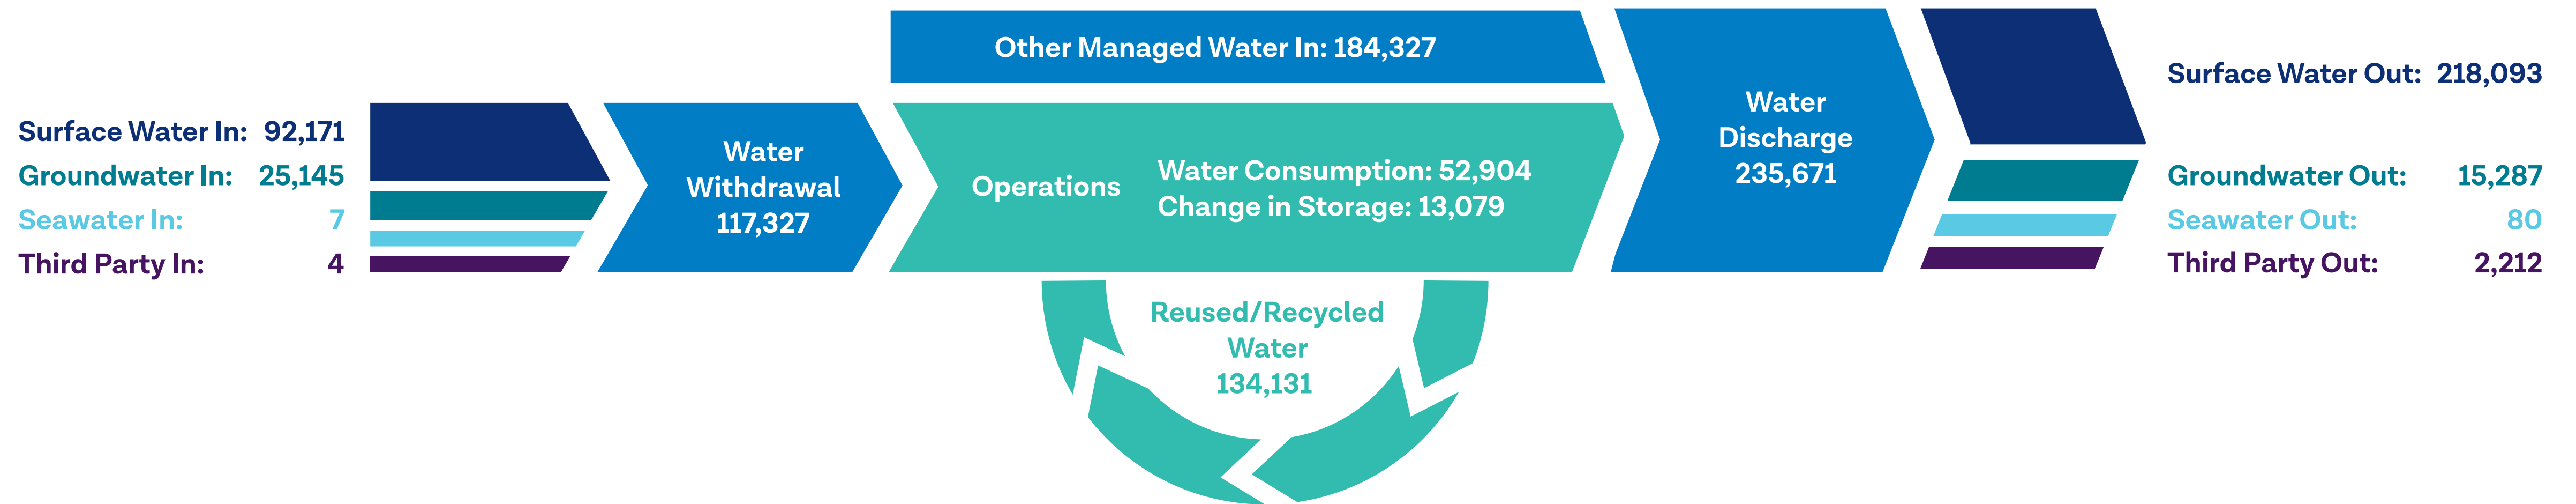 Surface Water In: 92,171
Groundwater In: 25,145
Seawater In: 7
Third Party In: 4
Water
Withdrawal
117,327
Other Managed Water In: 184,327
Operations
Water Consumption: 52,904
Change in Storage: 13,079
Reused/Recycled
Water
134,131
Water
Discharge
235,671
Surface Water Out: 218,093
Groundwater Out: 15,287
Seawater Out: 80
Third Party Out: 2,212